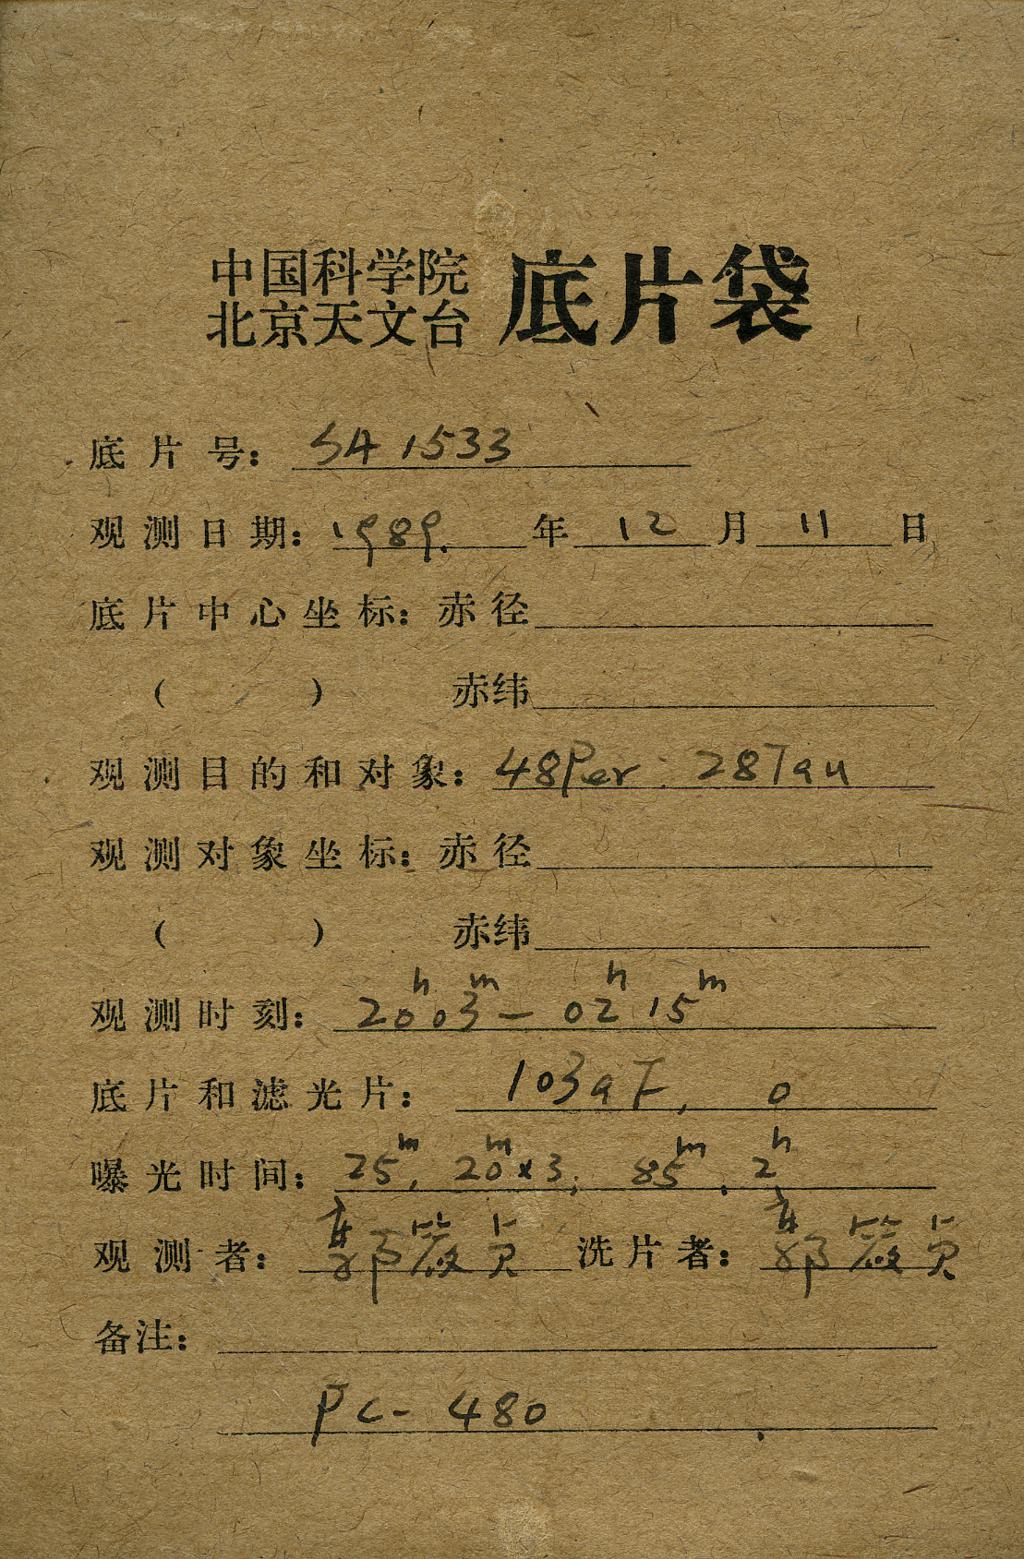 中国科学院
北京天文台 底片袋
底片号: SA 1533
观测日期: 1989. 年 12 月 11 日
底片中心坐标: 赤径
( ) 赤纬
观测目的和对象: 48Per 28Tau
观测对象坐标: 赤径
( ) 赤纬
观测时刻: 20h03m — 02h15m
底片和滤光片: 103aF, 0
曝光时间: 25m, 20m×3; 85m, 2h
观测者: 郭 洗片者: 郭
备注:
PC-480